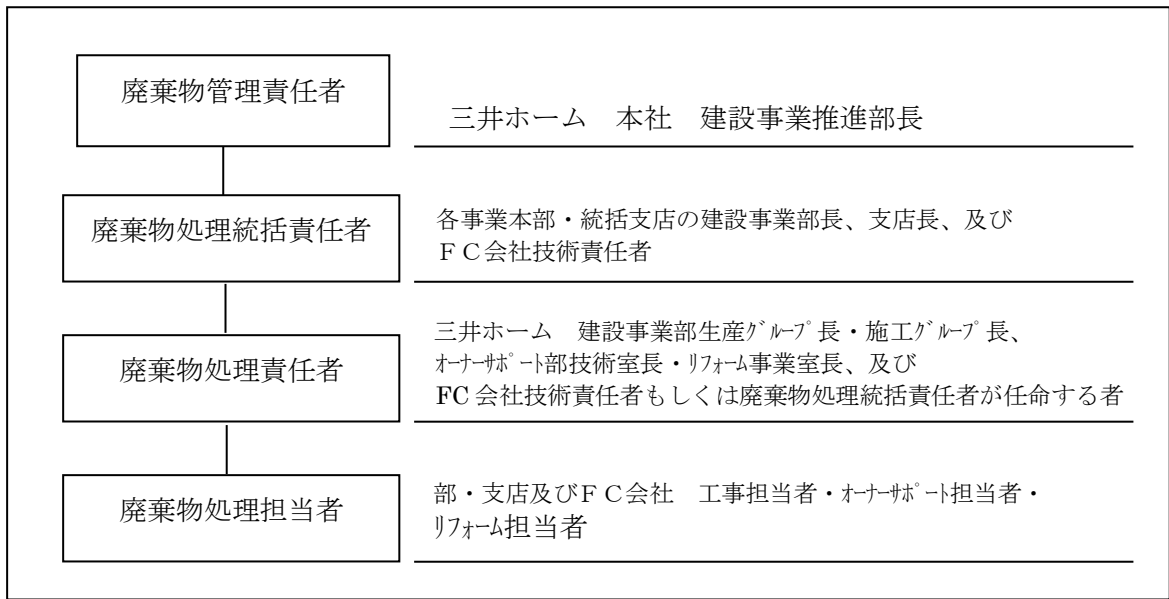 廃棄物管理責任者
三井ホーム　本社　建設事業推進部長
廃棄物処理統括責任者
各事業本部・統括支店の建設事業部長、支店長、及び
ＦＣ会社技術責任者
廃棄物処理責任者
三井ホーム　建設事業部生産ｸﾞﾙｰﾌﾟ長・施工ｸﾞﾙｰﾌﾟ長、
ｵｰﾅｰｻﾎﾟｰﾄ部技術室長・ﾘﾌｫｰﾑ事業室長、及び
FC 会社技術責任者もしくは廃棄物処理統括責任者が任命する者
廃棄物処理担当者
部・支店及びＦＣ会社　工事担当者・ｵｰﾅｰｻﾎﾟｰﾄ担当者・
ﾘﾌｫｰﾑ担当者